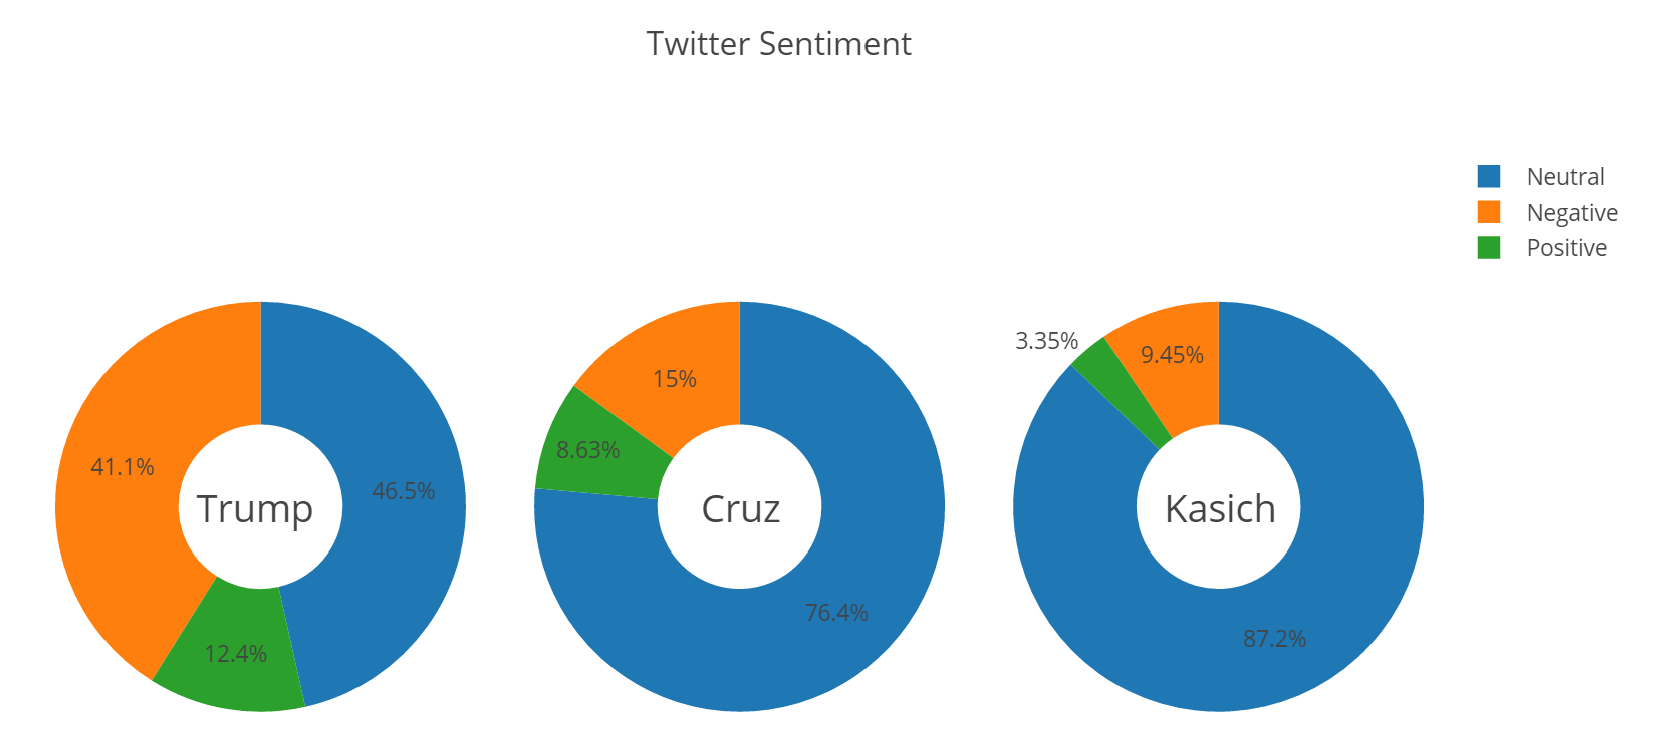 Twitter Sentiment
Neutral
Negative
Positive
41.1%
46.5%
12.4%
Trump
15%
8.63%
76.4%
Cruz
3.35%
9.45%
87.2%
Kasich